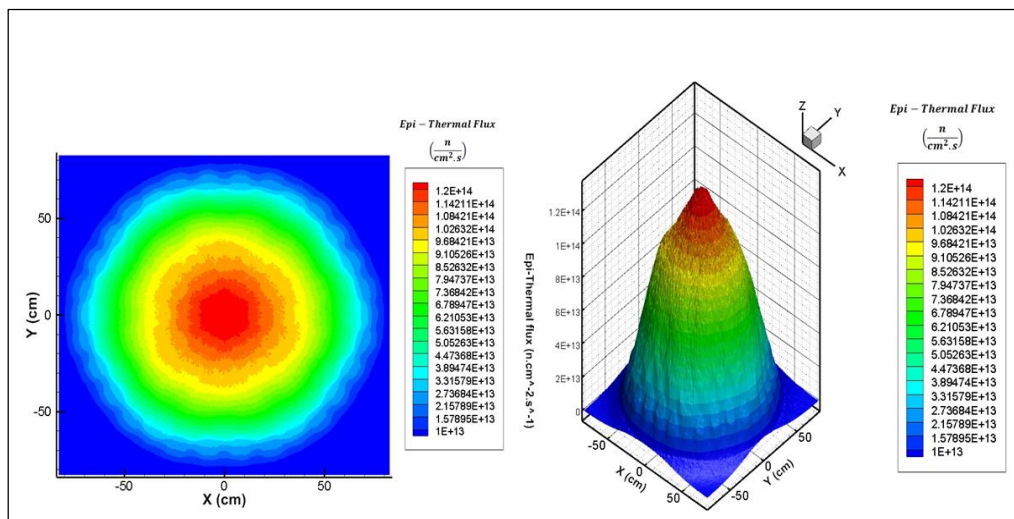 Epi – Thermal Flux
(n/cm².s)
1.2E+14
1.14211E+14
1.08421E+14
1.02632E+14
9.68421E+13
9.10526E+13
8.52632E+13
7.94737E+13
7.36842E+13
6.78947E+13
6.21053E+13
5.63158E+13
5.05263E+13
4.47368E+13
3.89474E+13
3.31579E+13
2.73684E+13
2.15789E+13
1.57895E+13
1E+13
50
0
-50
Y (cm)
-50
0
50
X (cm)
Z
Y
X
1.2E+14
1E+14
8E+13
6E+13
4E+13
2E+13
0
Epi-Thermal flux (n.cm^-2.s^-1)
-50
0
50
X (cm)
-50
0
50
Y (cm)
Epi – Thermal Flux
(n/cm².s)
1.2E+14
1.14211E+14
1.08421E+14
1.02632E+14
9.68421E+13
9.10526E+13
8.52632E+13
7.94737E+13
7.36842E+13
6.78947E+13
6.21053E+13
5.63158E+13
5.05263E+13
4.47368E+13
3.89474E+13
3.31579E+13
2.73684E+13
2.15789E+13
1.57895E+13
1E+13